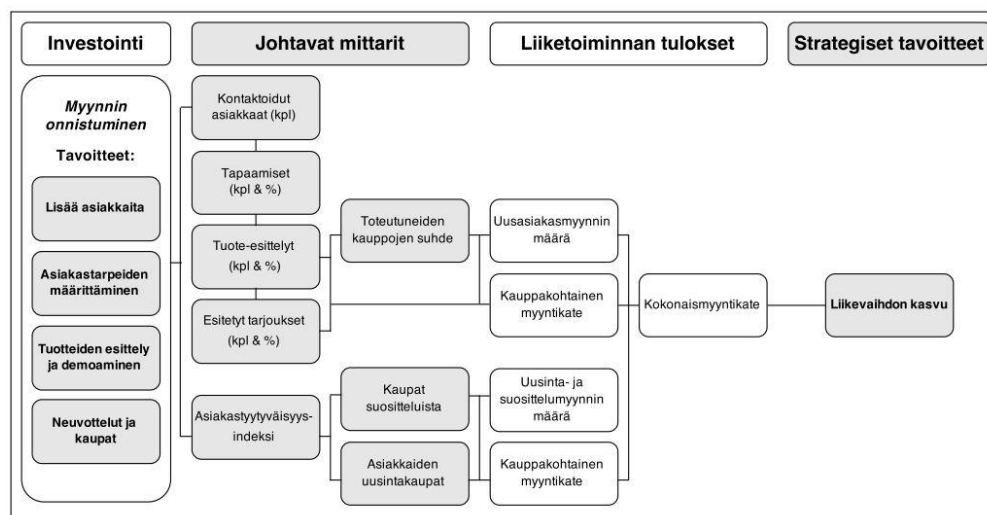 Investointi
Johtavat mittarit
Liiketoiminnan tulokset
Strategiset tavoitteet
Myynnin
onnistuminen
Tavoitteet:
Lisää asiakkaita
Asiakastarpeiden
määrittäminen
Tuotteiden esittely
ja demoaminen
Neuvottelut ja
kaupat
Kontaktoidut
asiakkaat (kpl)
Tapaamiset
(kpl & %)
Tuote-esittelyt
(kpl & %)
Esitetyt tarjoukset
(kpl & %)
Asiakastyytyväisyys-
indeksi
Toteutuneiden
kauppojen suhde
Kaupat
suositteluista
Asiakkaiden
uusintakaupat
Uusasiakasmyynnin
määrä
Kauppakohtainen
myyntikate
Uusinta- ja
suosittelumyynnin
määrä
Kauppakohtainen
myyntikate
Kokonaismyyntikate
Liikevaihdon kasvu